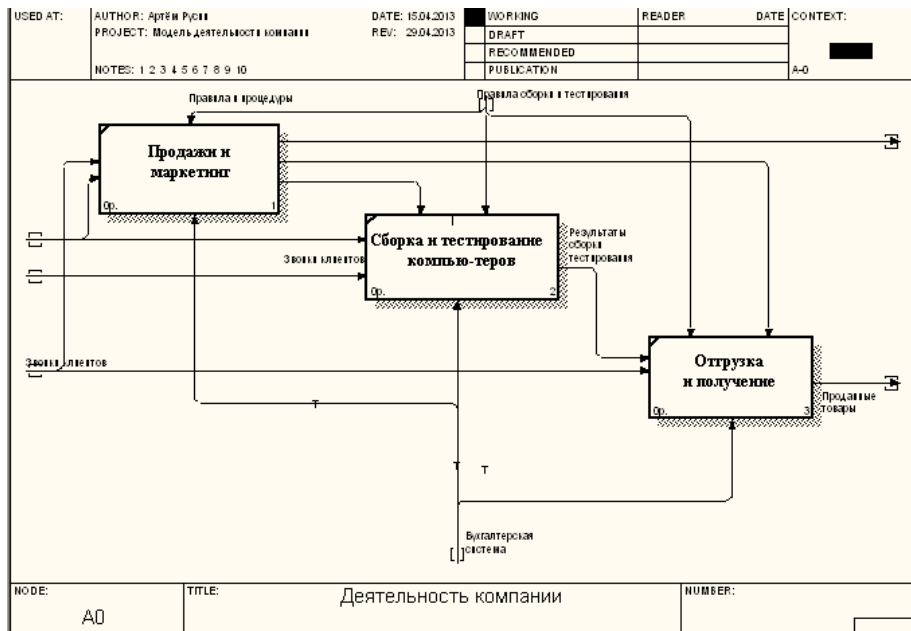 USED AT:
AUTHOR: Артём Русин
DATE: 15.04.2013
WORKING
READER
DATE
CONTEXT:
PROJECT: Модель деятельности компании
REV: 29.04.2013
DRAFT
RECOMMENDED
NOTES: 1 2 3 4 5 6 7 8 9 10
PUBLICATION
A-0
Правила и процедуры
Правила сборки и тестирования
Продажи и
маркетинг
0р.
1
Сборка и тестирование
компью-теров
0р.
2
Результаты
сборки
тестирования
Звонки клиентов
Звонки клиентов
Отгрузка
и получение
0р.
3
Проданные
товары
Бухгалтерская
система
NODE:
A0
TITLE:
Деятельность компании
NUMBER: